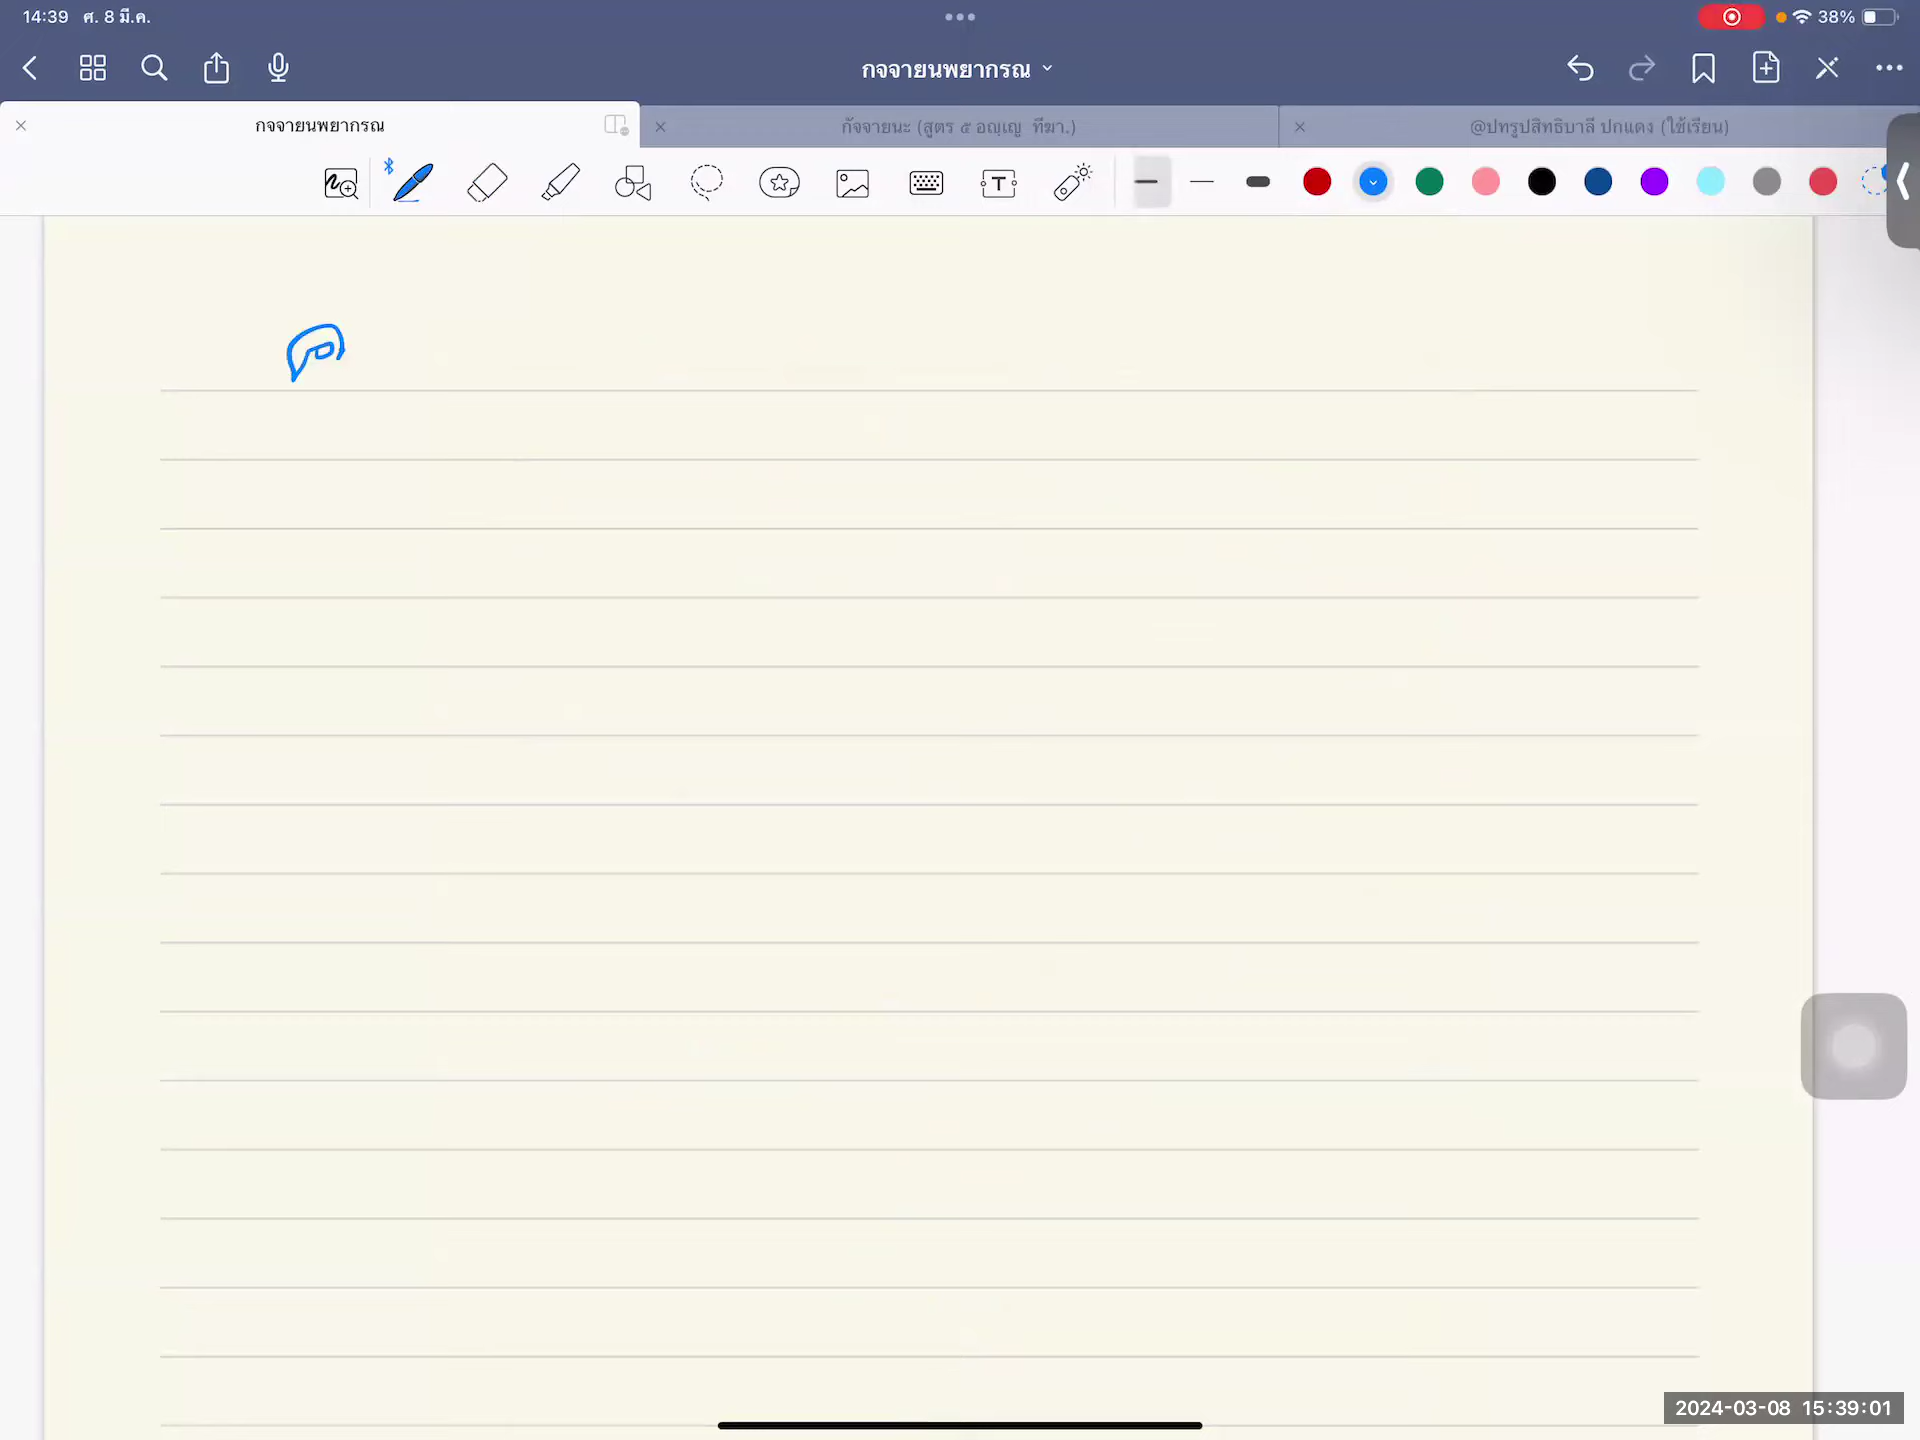 14:39 ศ. 8 มี.ค.
38%
กจจายนพยากรณ
กจจายนพยากรณ
กัจจายนะ (สูตร ๕ อญฺเญ ทีฆา.)
@ปทรูปสิทธิบาลี ปกแดง (ใช้เรียน)
T
2024-03-08 15:39:01